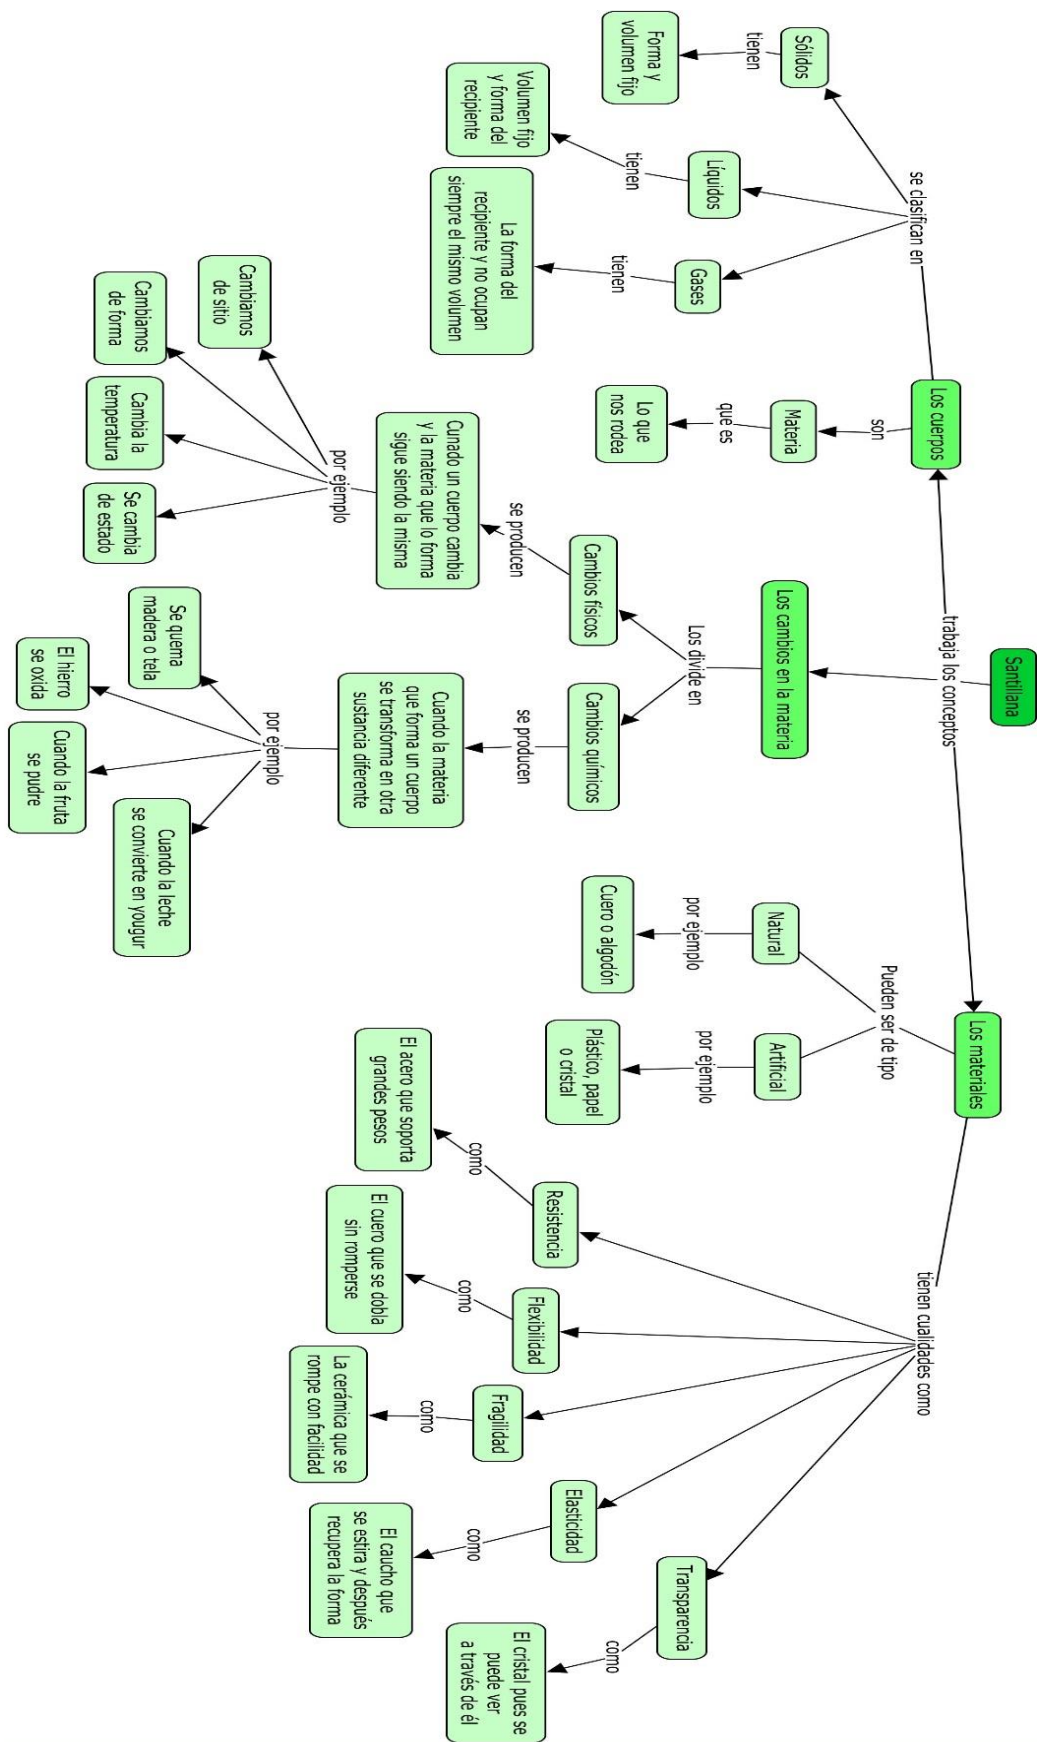 Santillana
trabaja los conceptos
Los cuerpos
son
Materia
que es
Lo que
nos rodea
se clasifican en
Sólidos
tienen
Forma y
volumen fijo
Líquidos
tienen
Volumen fijo
y forma del
recipiente
Gases
tienen
La forma del
recipiente y no ocupan
siempre el mismo volumen
Los cambios en la materia
Los divide en
Cambios físicos
se producen
Cunado un cuerpo cambia
y la materia que lo forma
sigue siendo la misma
por ejemplo
Cambiamos
de sitio
Cambiamos
de forma
Cambia la
temperatura
Se cambia
de estado
Cambios químicos
se producen
Cuando la materia
que forma un cuerpo
se transforma en otra
sustancia diferente
por ejemplo
Se quema
madera o tela
El hierro
se oxida
Cuando la fruta
se pudre
Cuando la leche
se convierte en yougur
Los materiales
Pueden ser de tipo
Natural
por ejemplo
Cuero o algodón
Artificial
por ejemplo
Plástico, papel
o cristal
tienen cualidades como
Resistencia
como
El acero que soporta
grandes pesos
Flexibilidad
como
El cuero que se dobla
sin romperse
Fragilidad
como
La cerámica que se
rompe con facilidad
Elasticidad
como
El caucho que
se estira y después
recupera la forma
Transparencia
como
El cristal pues se
puede ver
a través de él